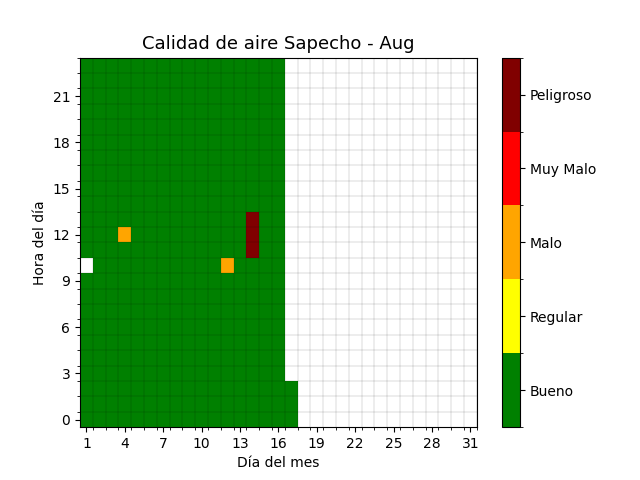 Calidad de aire Sapecho - Aug
Hora del día
21
18
15
12
9
6
3
0
1 4 7 10 13 16 19 22 25 28 31
Día del mes
Peligroso
Muy Malo
Malo
Regular
Bueno